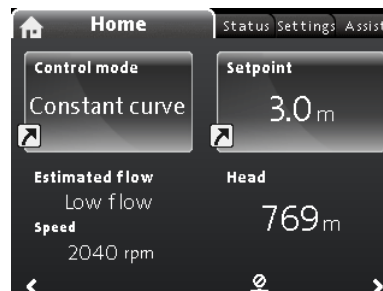 Home
Status Settings Assist
Control mode
Constant curve
Setpoint
3.0 m
Estimated flow
Low flow
Speed
2040 rpm
Head
769 m